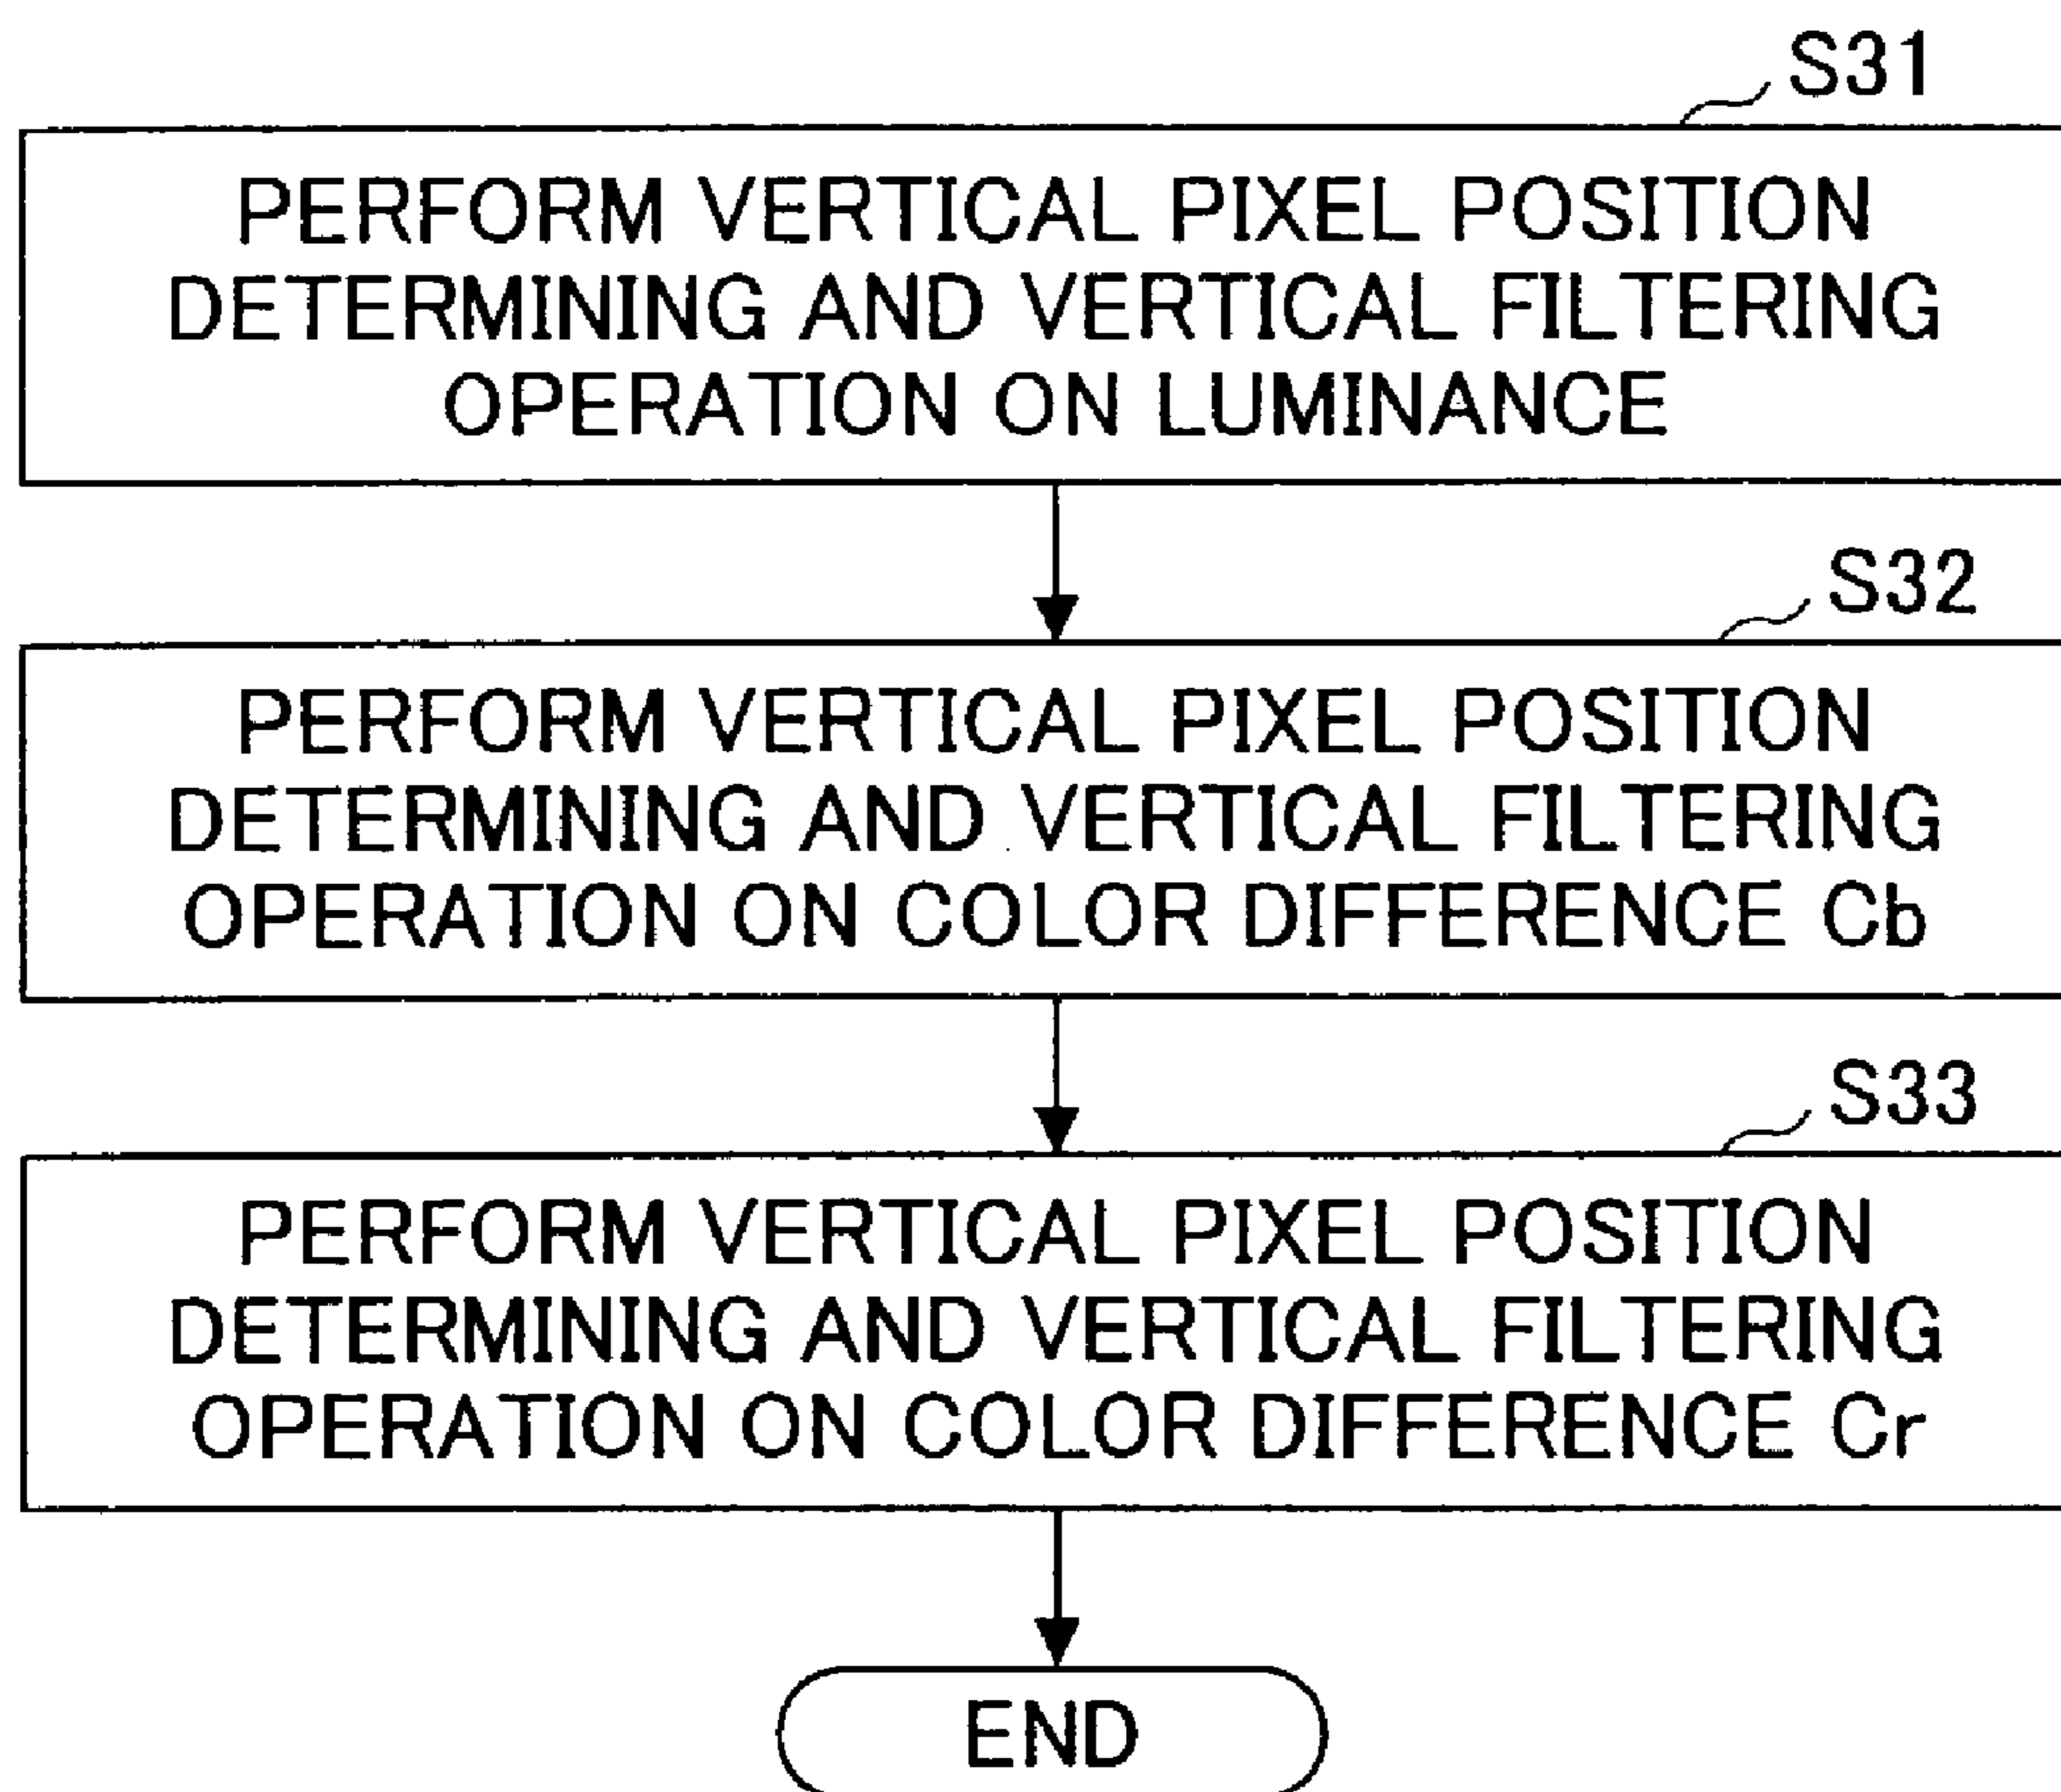 S31
PERFORM VERTICAL PIXEL POSITION
DETERMINING AND VERTICAL FILTERING
OPERATION ON LUMINANCE
S32
PERFORM VERTICAL PIXEL POSITION
DETERMINING AND VERTICAL FILTERING
OPERATION ON COLOR DIFFERENCE Cb
S33
PERFORM VERTICAL PIXEL POSITION
DETERMINING AND VERTICAL FILTERING
OPERATION ON COLOR DIFFERENCE Cr
END